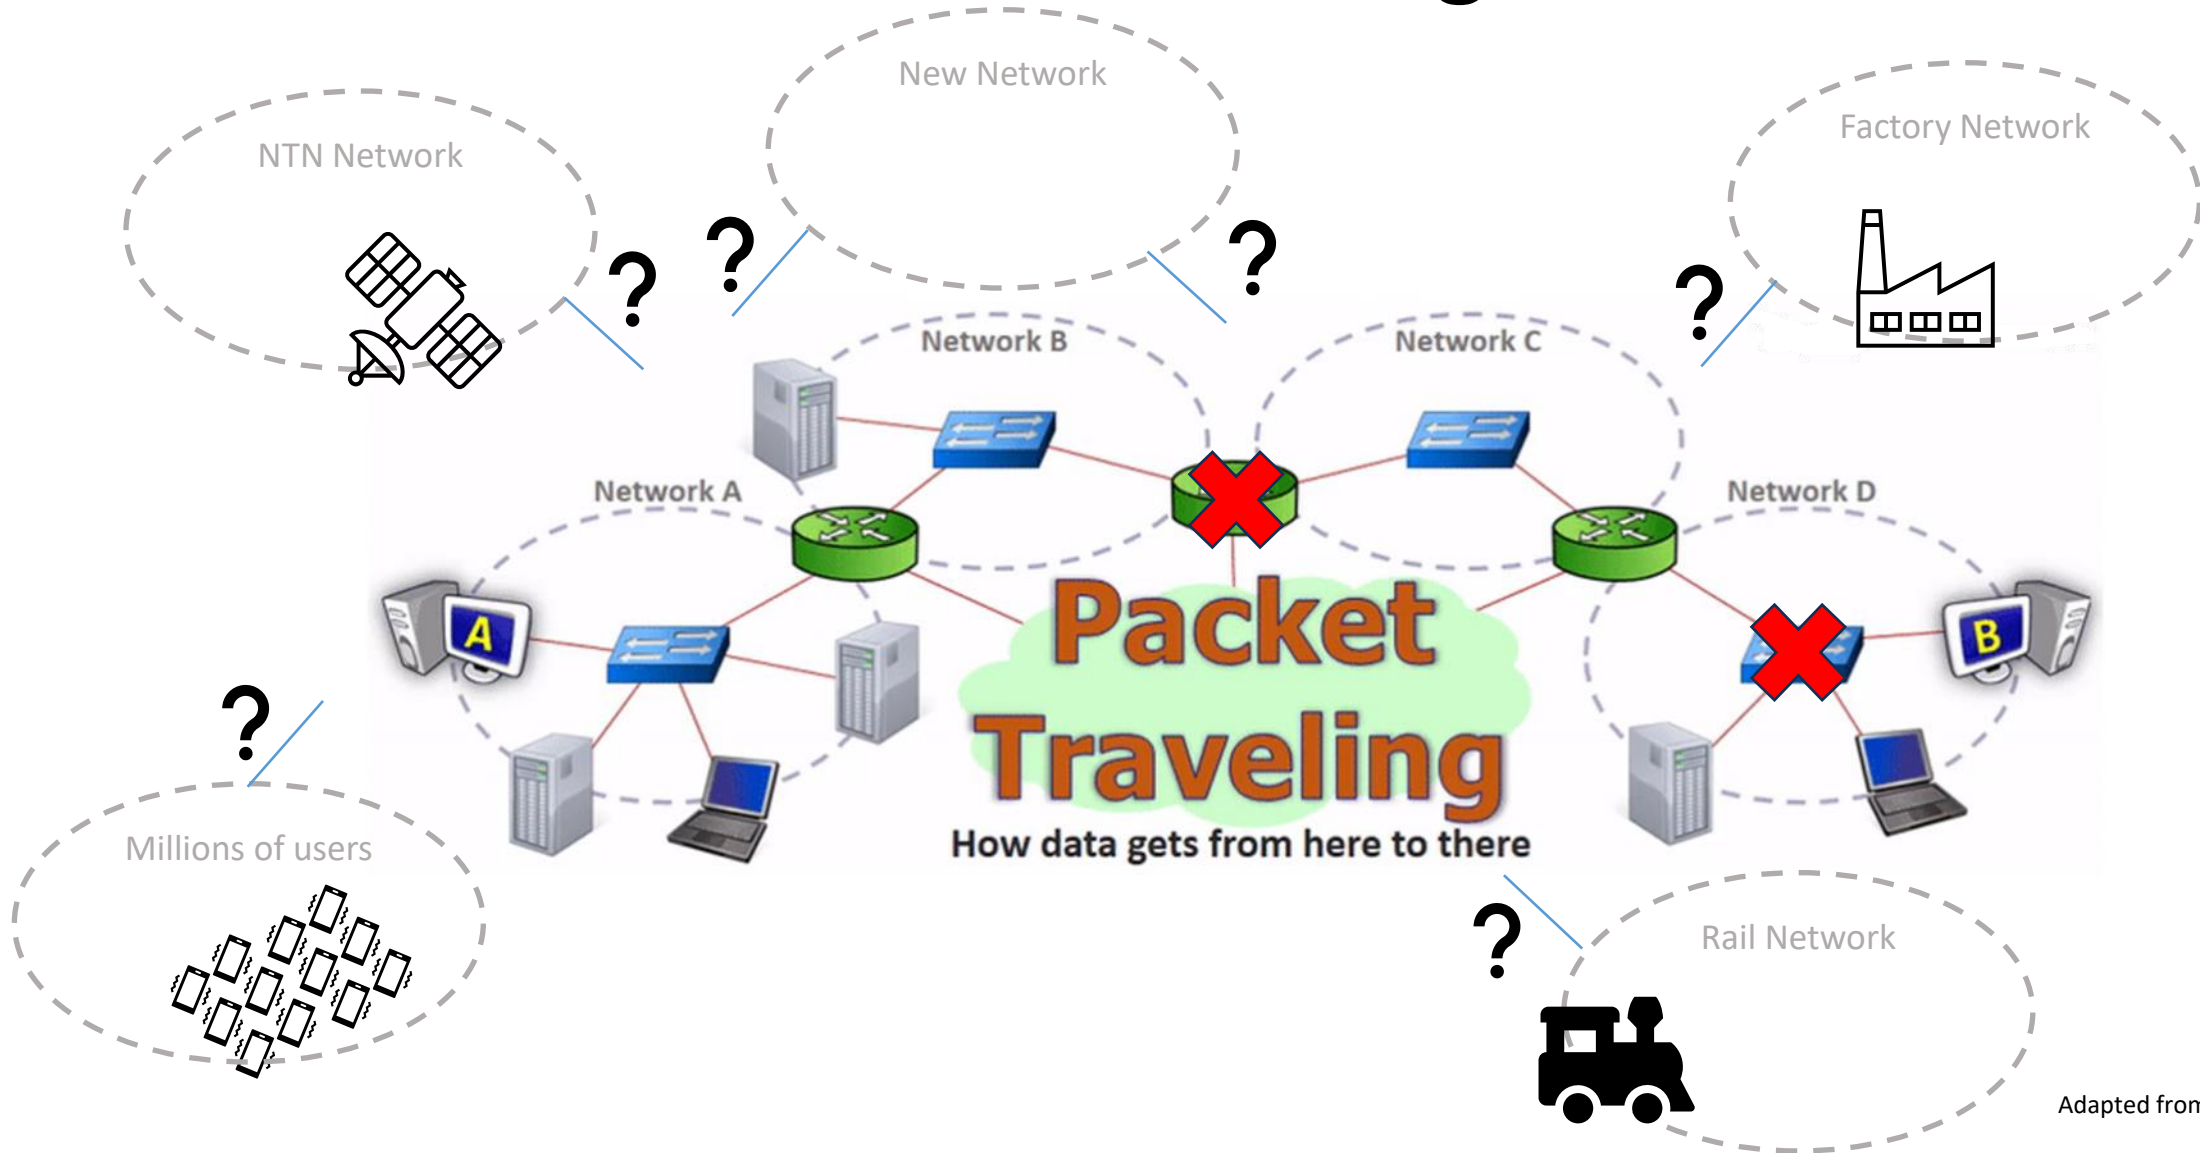 New Network
Factory Network
NTN Network
?
?
?
?
Network B
Network C
Network A
Network D
Packet
A
B
Traveling
?
How data gets from here to there
Millions of users
?
Rail Network
Adapted from